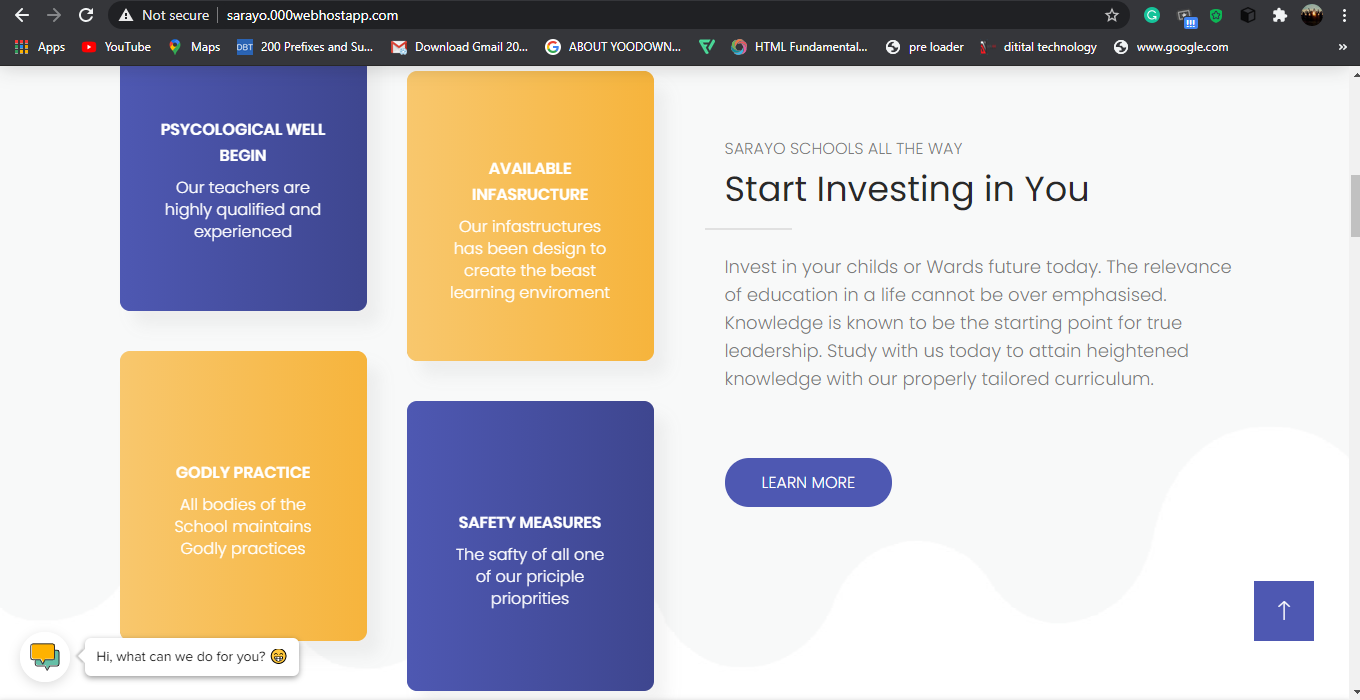 Not secure
sarayo.000webhostapp.com
Apps
YouTube
Maps
DBT
200 Prefixes and Su...
Download Gmail 20...
ABOUT YOODOWN...
HTML Fundamental...
pre loader
ditital technology
www.google.com
»
PSYCOLOGICAL WELL
BEGIN
Our teachers are
highly qualified and
experienced
AVAILABLE
INFASRUCTURE
Our infastructures
has been design to
create the beast
learning enviroment
GODLY PRACTICE
All bodies of the
School maintains
Godly practices
SAFETY MEASURES
The safty of all one
of our priciple
prioprities
SARAYO SCHOOLS ALL THE WAY
Start Investing in You
Invest in your childs or Wards future today. The relevance
of education in a life cannot be over emphasised.
Knowledge is known to be the starting point for true
leadership. Study with us today to attain heightened
knowledge with our properly tailored curriculum.
LEARN MORE
Hi, what can we do for you? 😁